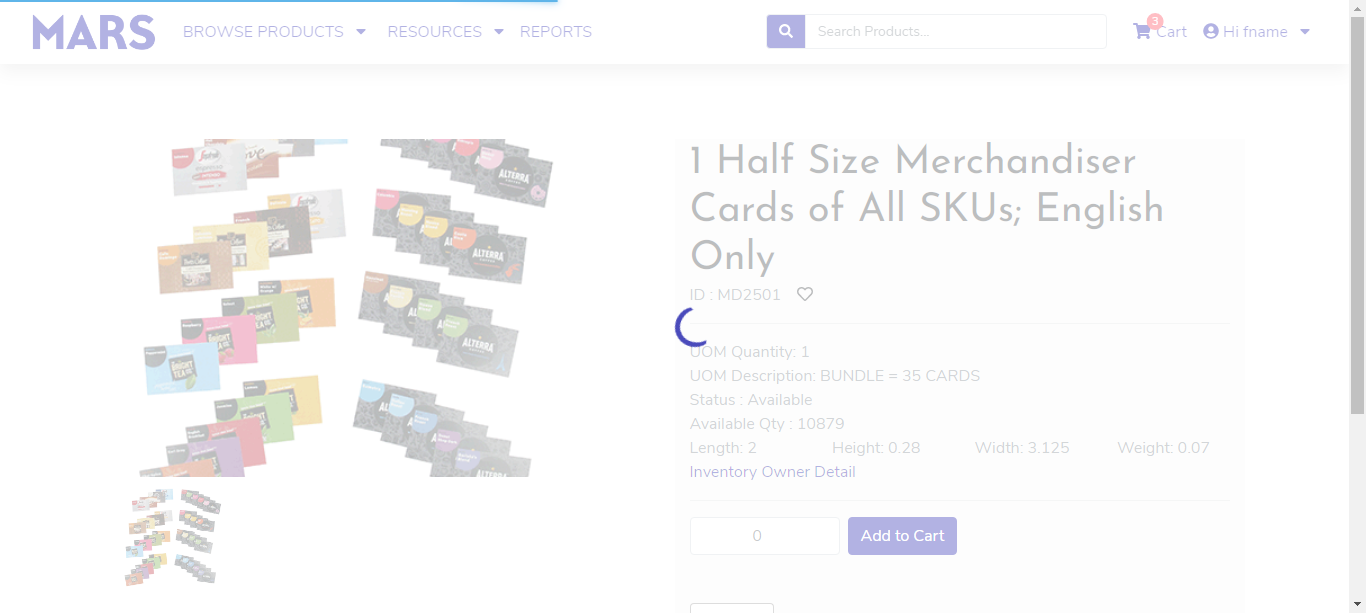 MARS
BROWSE PRODUCTS
RESOURCES
REPORTS
Search Products...
3
Cart
Hi fname
1 Half Size Merchandiser
Cards of All SKUs; English
Only
ID : MD2501
UOM Quantity: 1
UOM Description: BUNDLE = 35 CARDS
Status : Available
Available Qty : 10879
Length: 2 Height: 0.28 Width: 3.125 Weight: 0.07
Inventory Owner Detail
0
Add to Cart
ALTERRA
ALTERRA
ALTERRA
BRIGHT
TEA CO